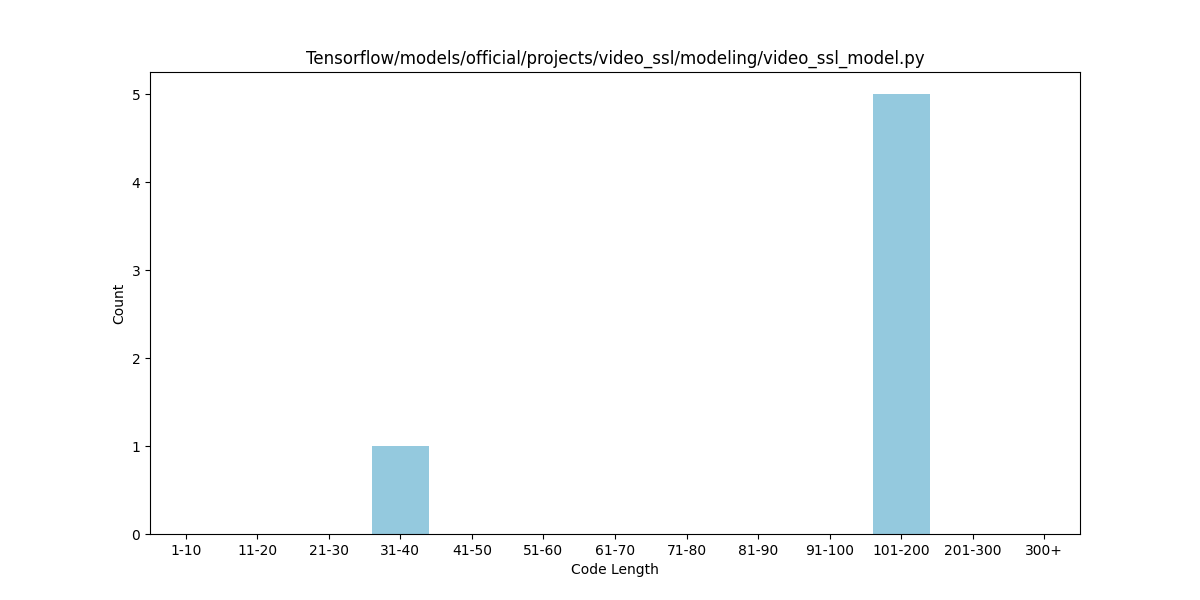 Tensorflow/models/official/projects/video_ssl/modeling/video_ssl_model.py
5
4
3
2
1
0
Count
1-10 11-20 21-30 31-40 41-50 51-60 61-70 71-80 81-90 91-100 101-200 201-300 300+
Code Length